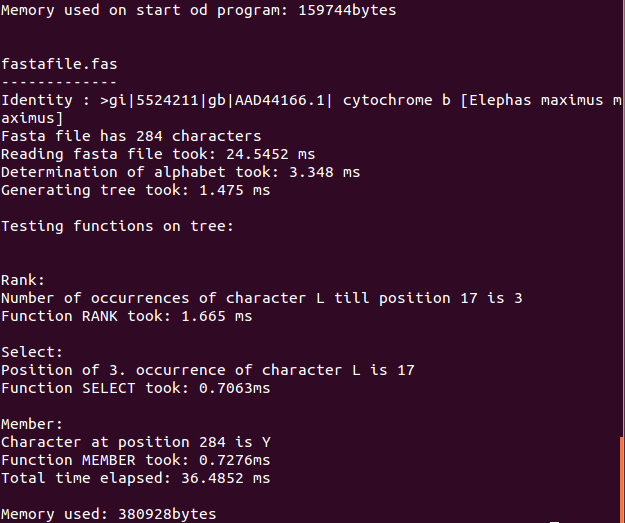 Memory used on start od program: 159744bytes
fastafile.fas
-------------
Identity : >gi|5524211|gb|AAD44166.1| cytochrome b [Elephas maximus m
aximus]
Fasta file has 284 characters
Reading fasta file took: 24.5452 ms
Determination of alphabet took: 3.348 ms
Generating tree took: 1.475 ms
Testing functions on tree:
Rank:
Number of occurrences of character L till position 17 is 3
Function RANK took: 1.665 ms
Select:
Position of 3. occurrence of character L is 17
Function SELECT took: 0.7063ms
Member:
Character at position 284 is Y
Function MEMBER took: 0.7276ms
Total time elapsed: 36.4852 ms
Memory used: 380928bytes